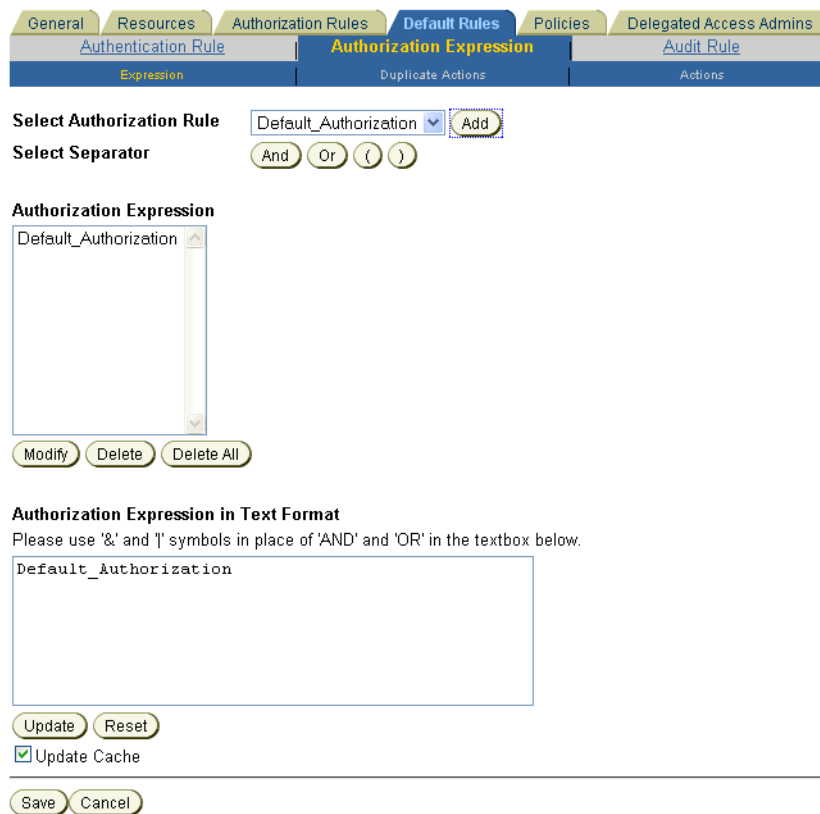 General Resources Authorization Rules Default Rules Policies Delegated Access Admins
Authentication Rule Authorization Expression Audit Rule
Expression Duplicate Actions Actions
Select Authorization Rule Default_Authorization Add
Select Separator And Or ( )
Authorization Expression
Default_Authorization
Modify Delete Delete All
Authorization Expression in Text Format
Please use '&' and '|' symbols in place of 'AND' and 'OR' in the textbox below.
Default_Authorization
Update Reset
Update Cache
Save Cancel